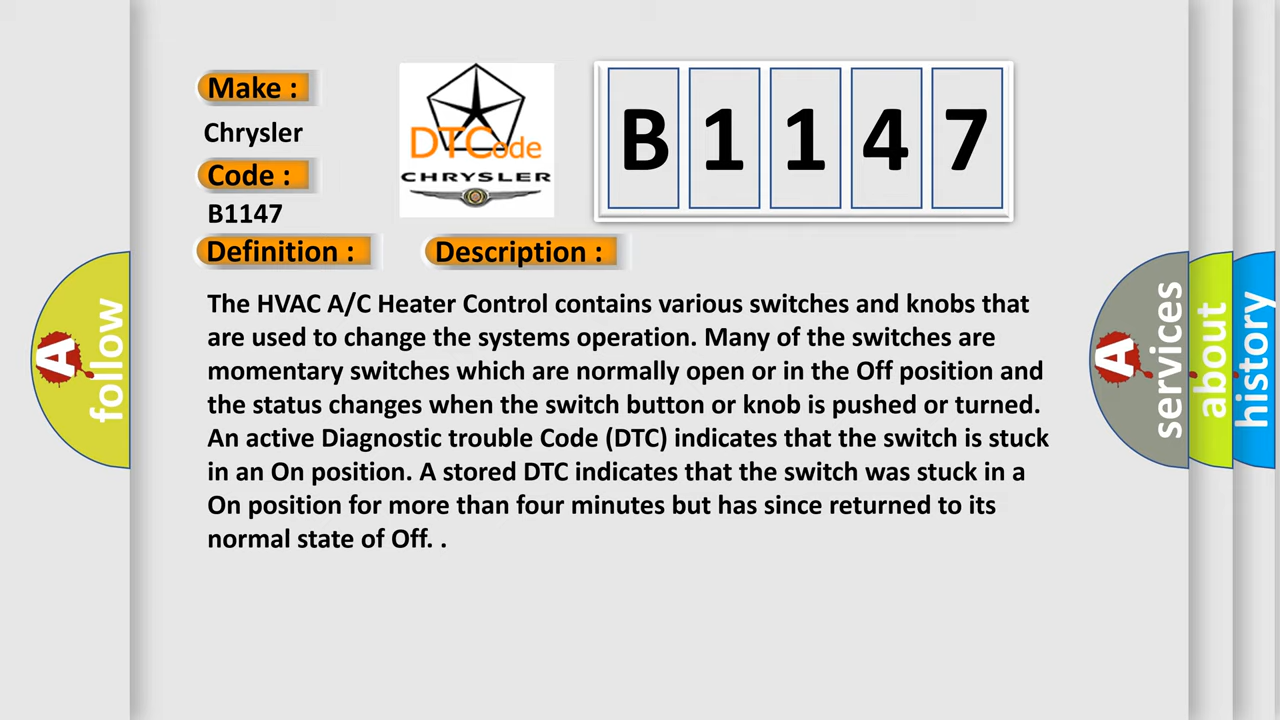 Make :
Chrysler
Code :
B1147
Definition :
Description :
DTCode
CHRYSLER
B 1 1 4 7
The HVAC A/C Heater Control contains various switches and knobs that
are used to change the systems operation. Many of the switches are
momentary switches which are normally open or in the Off position and
the status changes when the switch button or knob is pushed or turned.
An active Diagnostic trouble Code (DTC) indicates that the switch is stuck
in an On position. A stored DTC indicates that the switch was stuck in a
On position for more than four minutes but has since returned to its
normal state of Off. .
A follow
A services
about
history